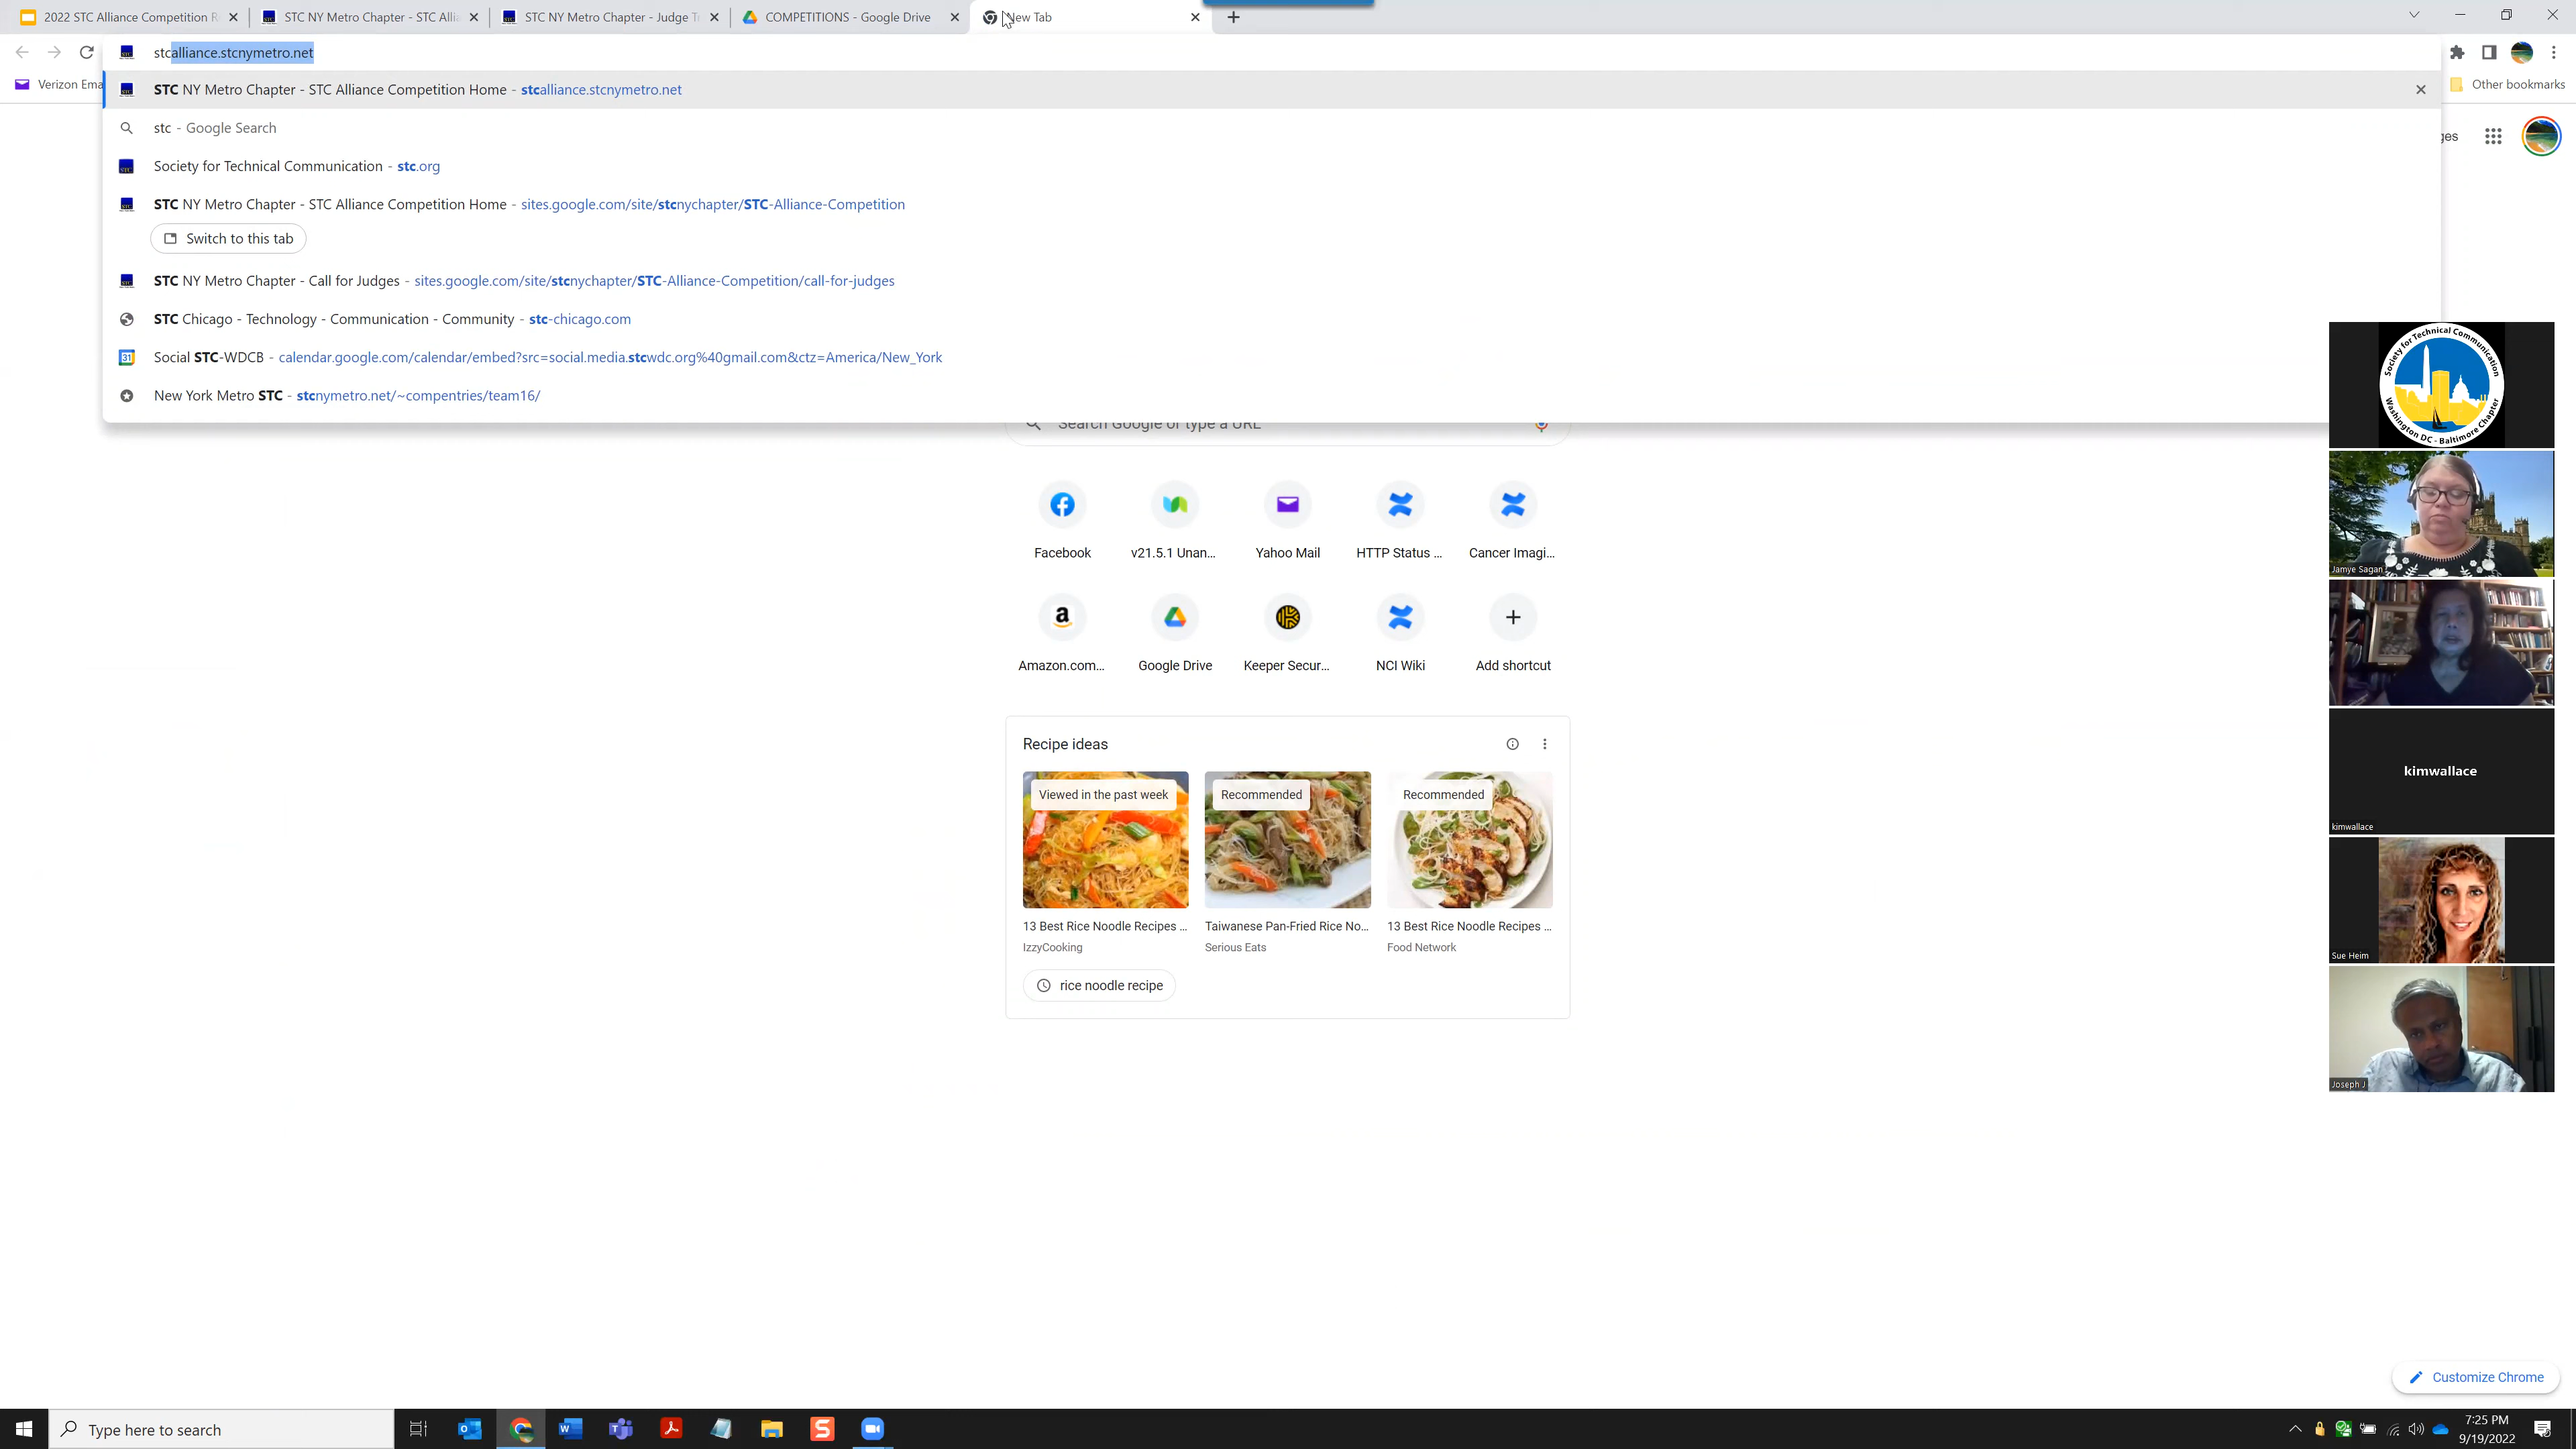 2022 STC Alliance Competition R
STC NY Metro Chapter - STC Allia
STC NY Metro Chapter - Judge T
COMPETITIONS - Google Drive
New Tab
stcalliance.stcnymetro.net
Verizon Ema
STC NY Metro Chapter - STC Alliance Competition Home - stcalliance.stcnymetro.net
Other bookmarks
stc - Google Search
ges
Society for Technical Communication - stc.org
STC NY Metro Chapter - STC Alliance Competition Home - sites.google.com/site/stcnychapter/STC-Alliance-Competition
Switch to this tab
STC NY Metro Chapter - Call for Judges - sites.google.com/site/stcnychapter/STC-Alliance-Competition/call-for-judges
STC Chicago - Technology - Communication - Community - stc-chicago.com
Social STC-WDCB - calendar.google.com/calendar/embed?src=social.media.stcwdc.org%40gmail.com&ctz=America/New_York
New York Metro STC - stcnymetro.net/~compentries/team16/
Search Google or type a URL
Society for Technical Communication
Washington DC - Baltimore Chapter
Facebook
v21.5.1 Unan...
Yahoo Mail
HTTP Status ...
Cancer Imagi...
Jamye Sagan
Amazon.com...
Google Drive
Keeper Secur...
NCI Wiki
Add shortcut
Recipe ideas
kimwallace
kimwallace
Viewed in the past week
Recommended
Recommended
13 Best Rice Noodle Recipes ...
Taiwanese Pan-Fried Rice No...
13 Best Rice Noodle Recipes ...
IzzyCooking
Serious Eats
Food Network
Sue Heim
rice noodle recipe
Joseph J
Customize Chrome
Type here to search
7:25 PM
9/19/2022